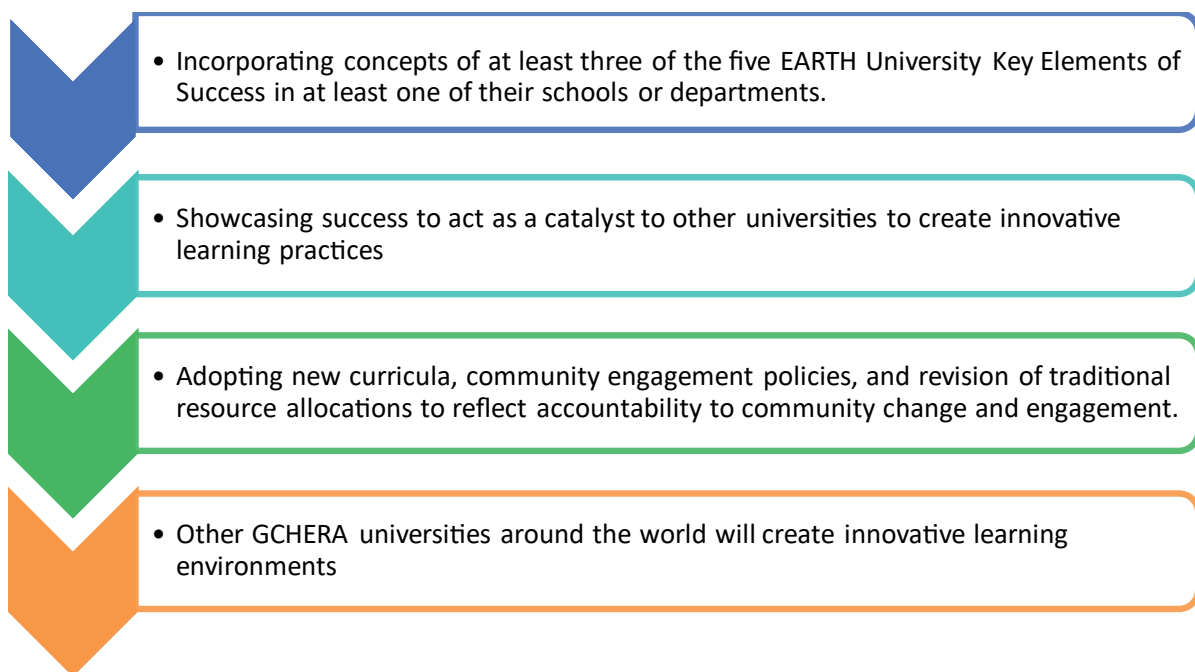 • Incorporating concepts of at least three of the five EARTH University Key Elements of
Success in at least one of their schools or departments.
• Showcasing success to act as a catalyst to other universities to create innovative
learning practices
• Adopting new curricula, community engagement policies, and revision of traditional
resource allocations to reflect accountability to community change and engagement.
• Other GCHERA universities around the world will create innovative learning
environments